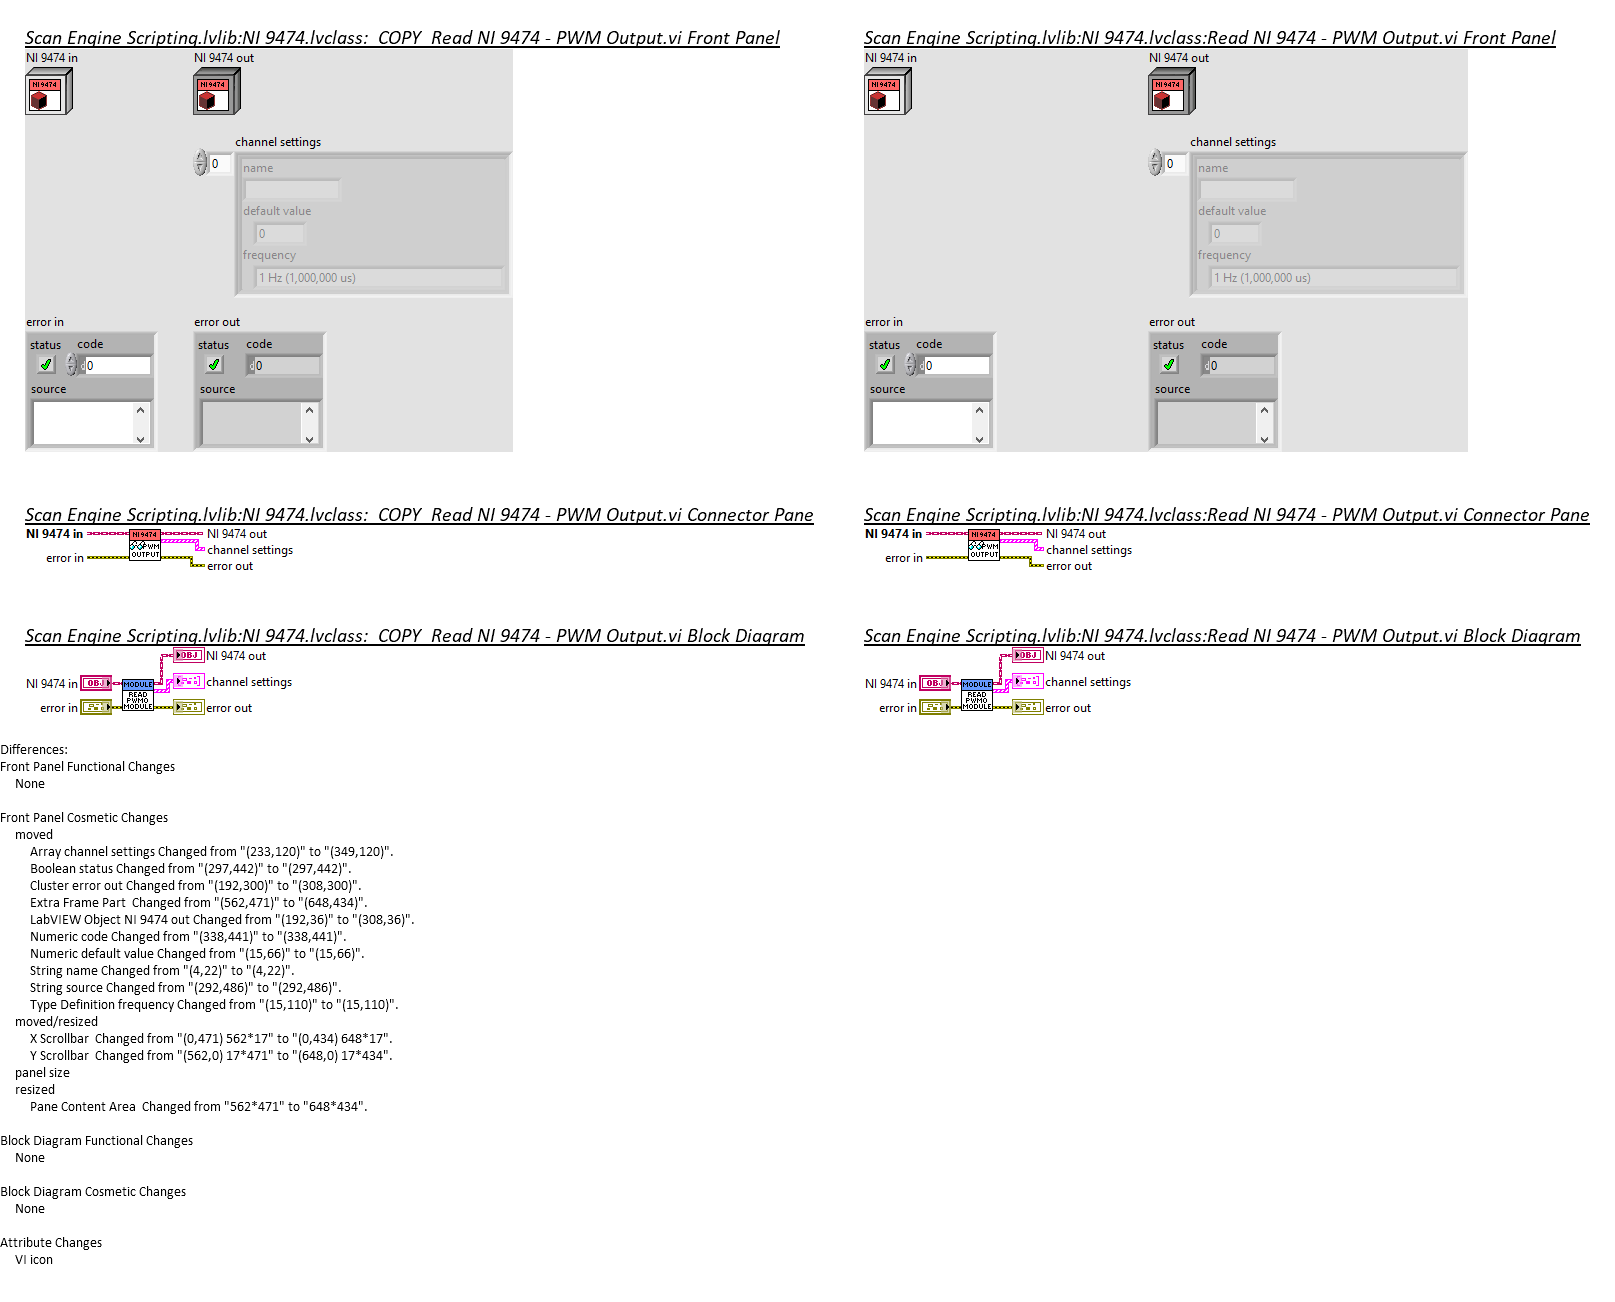 Scan Engine Scripting.lvlib:NI 9474.lvclass:  COPY  Read NI 9474 - PWM Output.vi Front Panel
NI 9474 in
NI 9474 out
NI9474
NI9474
channel settings
0
name
default value
0
frequency
1 Hz (1,000,000 us)
error in
error out
status code
d0
source
status code
d0
source
Scan Engine Scripting.lvlib:NI 9474.lvclass:Read NI 9474 - PWM Output.vi Front Panel
NI 9474 in
NI 9474 out
NI9474
NI9474
channel settings
0
name
default value
0
frequency
1 Hz (1,000,000 us)
error in
error out
status code
d0
source
status code
d0
source
Scan Engine Scripting.lvlib:NI 9474.lvclass:  COPY  Read NI 9474 - PWM Output.vi Connector Pane
NI 9474 in
NI9474
PWM
OUTPUT
NI 9474 out
channel settings
error in
error out
Scan Engine Scripting.lvlib:NI 9474.lvclass:Read NI 9474 - PWM Output.vi Connector Pane
NI 9474 in
NI9474
PWM
OUTPUT
NI 9474 out
channel settings
error in
error out
Scan Engine Scripting.lvlib:NI 9474.lvclass:  COPY  Read NI 9474 - PWM Output.vi Block Diagram
OBJ NI 9474 out
NI 9474 in OBJ
MODULE
READ
PWMO
MODULE
channel settings
error in
error out
Scan Engine Scripting.lvlib:NI 9474.lvclass:Read NI 9474 - PWM Output.vi Block Diagram
OBJ NI 9474 out
NI 9474 in OBJ
MODULE
READ
PWMO
MODULE
channel settings
error in
error out
Differences:
Front Panel Functional Changes
None
Front Panel Cosmetic Changes
moved
Array channel settings Changed from "(233,120)" to "(349,120)".
Boolean status Changed from "(297,442)" to "(297,442)".
Cluster error out Changed from "(192,300)" to "(308,300)".
Extra Frame Part  Changed from "(562,471)" to "(648,434)".
LabVIEW Object NI 9474 out Changed from "(192,36)" to "(308,36)".
Numeric code Changed from "(338,441)" to "(338,441)".
Numeric default value Changed from "(15,66)" to "(15,66)".
String name Changed from "(4,22)" to "(4,22)".
String source Changed from "(292,486)" to "(292,486)".
Type Definition frequency Changed from "(15,110)" to "(15,110)".
moved/resized
X Scrollbar  Changed from "(0,471) 562*17" to "(0,434) 648*17".
Y Scrollbar  Changed from "(562,0) 17*471" to "(648,0) 17*434".
panel size
resized
Pane Content Area  Changed from "562*471" to "648*434".
Block Diagram Functional Changes
None
Block Diagram Cosmetic Changes
None
Attribute Changes
VI icon